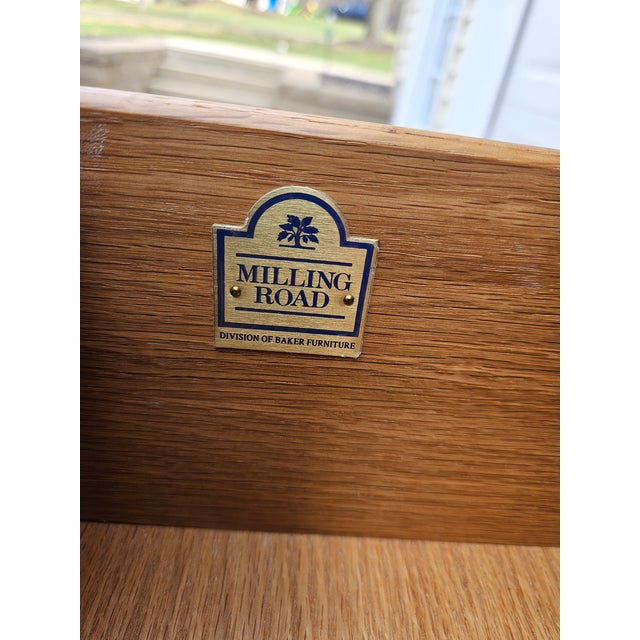 MILLING
ROAD
DIVISION OF BAKER FURNITURE